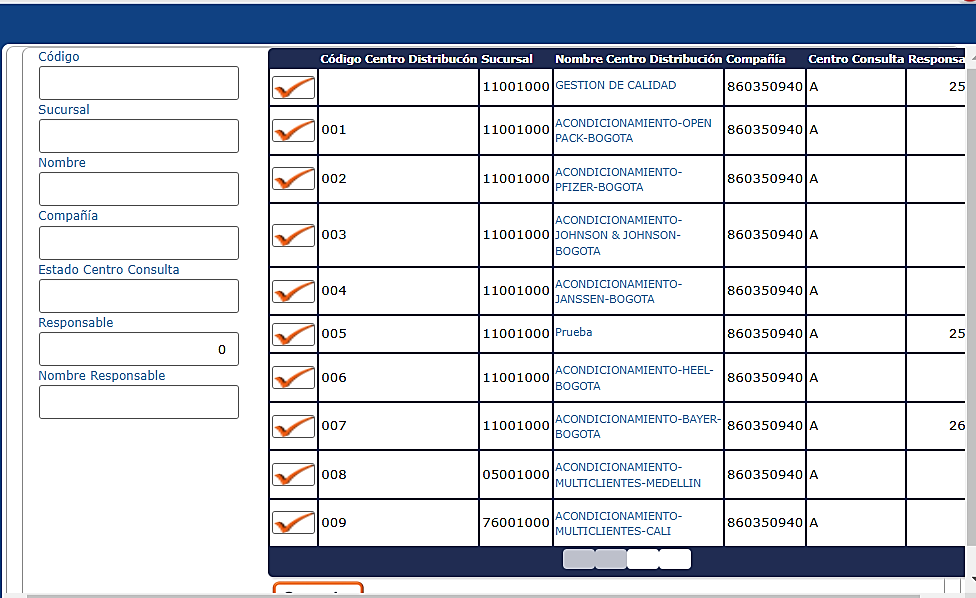 Código
Sucursal
Nombre
Compañía
Estado Centro Consulta
Responsable
0
Nombre Responsable
Código Centro Distribucón Sucursal Nombre Centro Distribución Compañía Centro Consulta Responsa
11001000 GESTION DE CALIDAD 860350940 A 25
001 11001000 ACONDICIONAMIENTO-OPEN 860350940 A
PACK-BOGOTA
002 11001000 ACONDICIONAMIENTO- 860350940 A
PFIZER-BOGOTA
003 11001000 ACONDICIONAMIENTO- 860350940 A
JOHNSON & JOHNSON-
BOGOTA
004 11001000 ACONDICIONAMIENTO- 860350940 A
JANSSEN-BOGOTA
005 11001000 Prueba 860350940 A 25
006 11001000 ACONDICIONAMIENTO-HEEL- 860350940 A
BOGOTA
007 11001000 ACONDICIONAMIENTO-BAYER- 860350940 A 26
BOGOTA
008 05001000 ACONDICIONAMIENTO- 860350940 A
MULTICLIENTES-MEDELLIN
009 76001000 ACONDICIONAMIENTO- 860350940 A
MULTICLIENTES-CALI